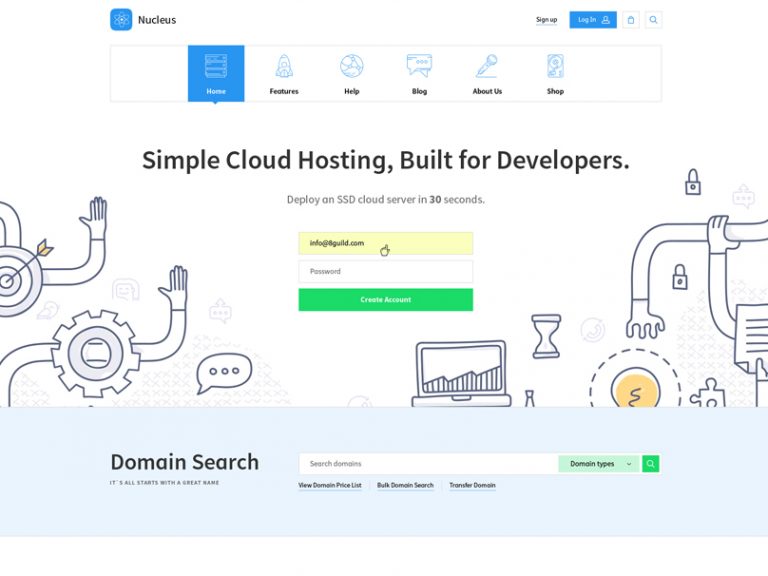 Nucleus
Sign up
Log In
Home
Features
Help
Blog
About Us
Shop
Simple Cloud Hosting, Built for Developers.
Deploy an SSD cloud server in 30 seconds.
info@8guild.com
Password
Create Account
Domain Search
IT`S ALL STARTS WITH A GREAT NAME
Search domains
Domain types
View Domain Price List
Bulk Domain Search
Transfer Domain